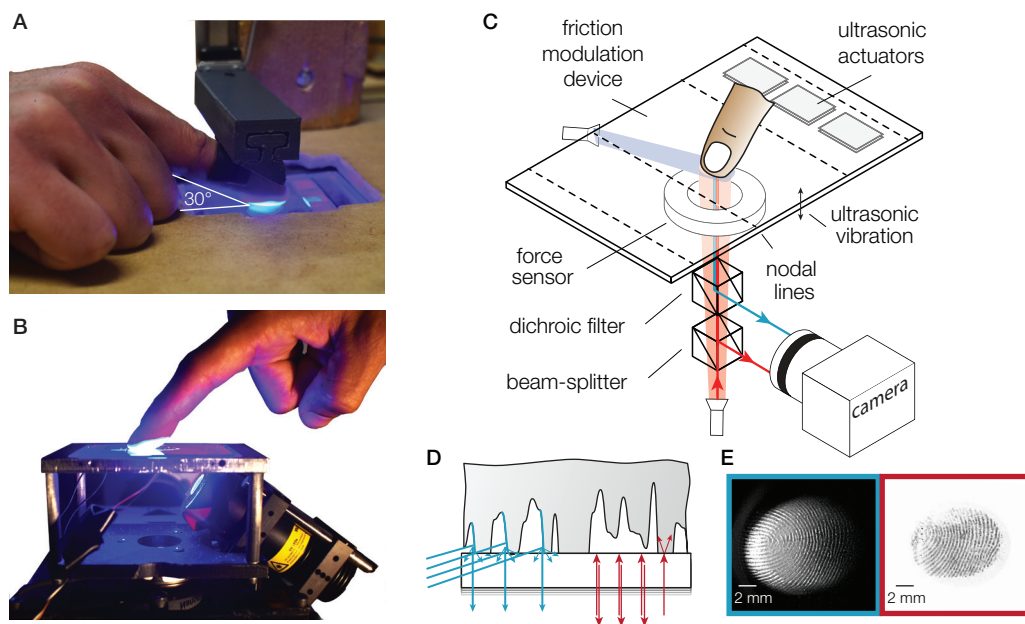 A
30°
B
C
friction
modulation
device
ultrasonic
actuators
ultrasonic
vibration
force
sensor
nodal
lines
dichroic filter
beam-splitter
camera
D
E
2 mm
2 mm